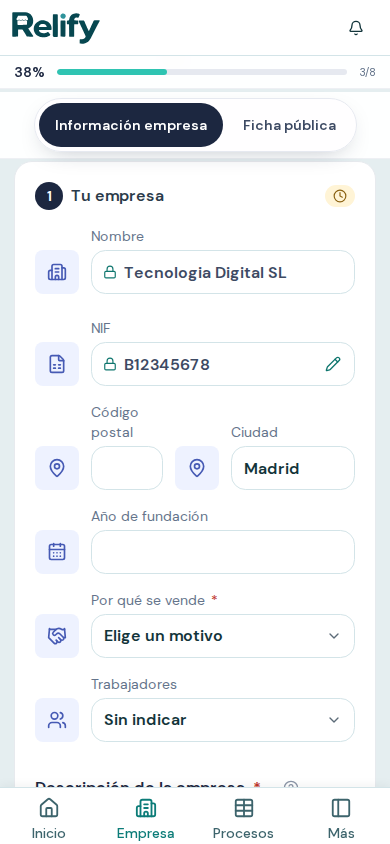 Relify
38%
3/8
Información empresa
Ficha pública
1 Tu empresa
Nombre
Tecnologia Digital SL
NIF
B12345678
Código
postal
Ciudad
Madrid
Año de fundación
Por qué se vende *
Elige un motivo
Trabajadores
Sin indicar
Descripción de la empresa *
Inicio
Empresa
Procesos
Más